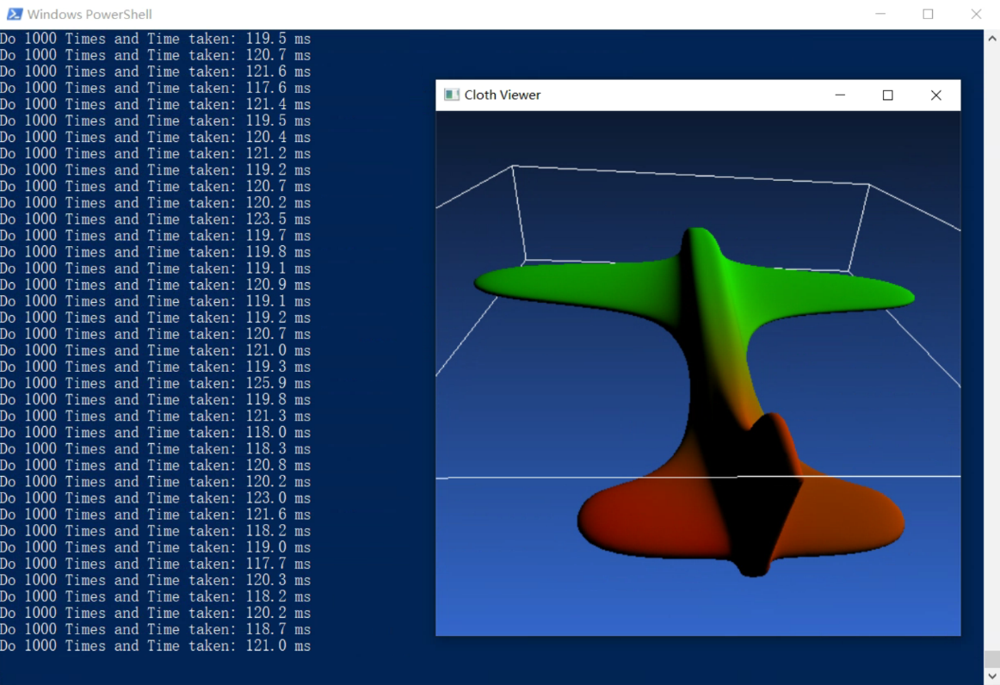 Windows PowerShell
Do 1000 Times and Time taken: 119.5 ms
Do 1000 Times and Time taken: 120.7 ms
Do 1000 Times and Time taken: 121.6 ms
Do 1000 Times and Time taken: 117.6 ms
Do 1000 Times and Time taken: 121.4 ms
Do 1000 Times and Time taken: 119.5 ms
Do 1000 Times and Time taken: 120.4 ms
Do 1000 Times and Time taken: 121.2 ms
Do 1000 Times and Time taken: 119.2 ms
Do 1000 Times and Time taken: 120.7 ms
Do 1000 Times and Time taken: 120.2 ms
Do 1000 Times and Time taken: 123.5 ms
Do 1000 Times and Time taken: 119.7 ms
Do 1000 Times and Time taken: 119.8 ms
Do 1000 Times and Time taken: 119.1 ms
Do 1000 Times and Time taken: 120.9 ms
Do 1000 Times and Time taken: 119.1 ms
Do 1000 Times and Time taken: 119.2 ms
Do 1000 Times and Time taken: 120.7 ms
Do 1000 Times and Time taken: 121.0 ms
Do 1000 Times and Time taken: 119.3 ms
Do 1000 Times and Time taken: 125.9 ms
Do 1000 Times and Time taken: 119.8 ms
Do 1000 Times and Time taken: 121.3 ms
Do 1000 Times and Time taken: 118.0 ms
Do 1000 Times and Time taken: 118.3 ms
Do 1000 Times and Time taken: 120.8 ms
Do 1000 Times and Time taken: 120.2 ms
Do 1000 Times and Time taken: 123.0 ms
Do 1000 Times and Time taken: 121.6 ms
Do 1000 Times and Time taken: 118.2 ms
Do 1000 Times and Time taken: 119.0 ms
Do 1000 Times and Time taken: 117.7 ms
Do 1000 Times and Time taken: 120.3 ms
Do 1000 Times and Time taken: 118.2 ms
Do 1000 Times and Time taken: 120.2 ms
Do 1000 Times and Time taken: 118.7 ms
Do 1000 Times and Time taken: 121.0 ms
Cloth Viewer